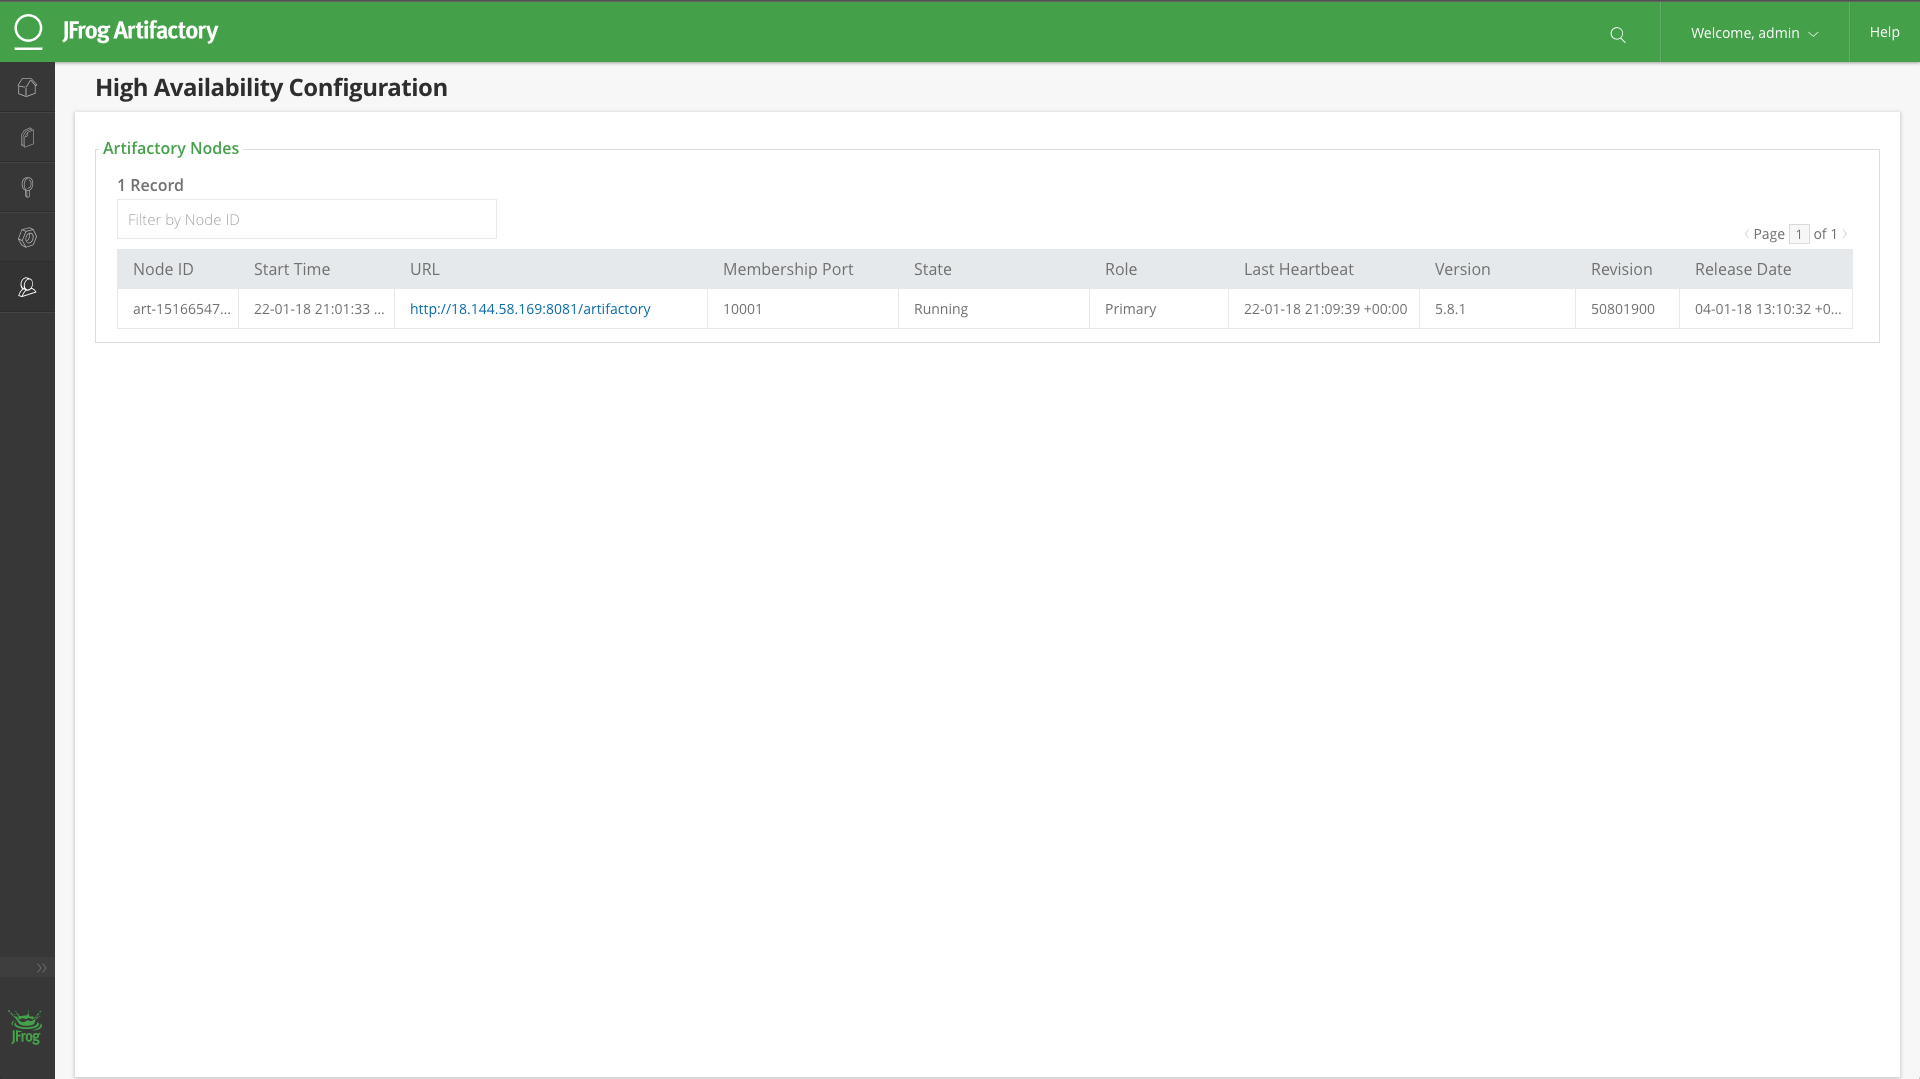 JFrog Artifactory
Welcome, admin
Help
High Availability Configuration
Artifactory Nodes
1 Record
Filter by Node ID
Page 1 of 1
Node ID Start Time URL Membership Port State Role Last Heartbeat Version Revision Release Date
art-15166547... 22-01-18 21:01:33 ... http://18.144.58.169:8081/artifactory 10001 Running Primary 22-01-18 21:09:39 +00:00 5.8.1 50801900 04-01-18 13:10:32 +0...
JFrog